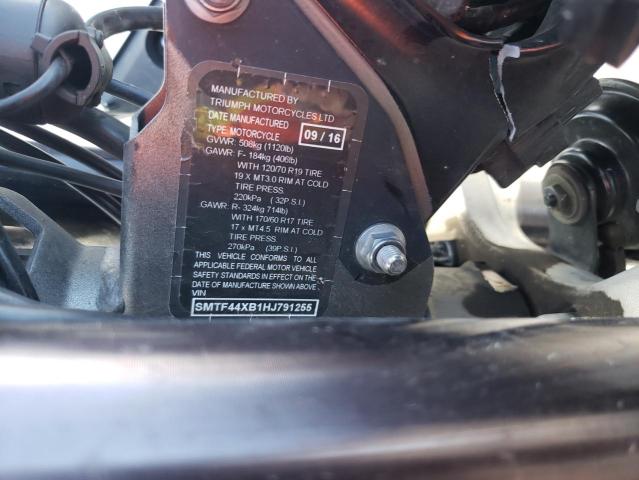 MANUFACTURED BY
TRIUMPH MOTORCYCLES LTD
DATE MANUFACTURED 09 / 16
TYPE: MOTORCYCLE
GVWR: 508kg (1120lb)
GAWR: F- 184kg (406lb)
WITH 120/70 R19 TIRE
19 X MT3.0 RIM AT COLD
TIRE PRESS.
220kPa ( 32P.S.I.)
.GAWR: R- 324kg 714lb)
WITH 170/60 R17 TIRE
17 x MT4.5 RIM AT COLD
TIRE PRESS.
270kPa (39P.S.I.)
THIS VEHICLE CONFORMS TO ALL
APPLICABLE FEDERAL MOTOR VEHICLE
SAFETY STANDARDS IN EFFECT ON THE
DATE OF MANUFACTURE SHOWN ABOVE
VIN
SMTF44XB1HJ791255